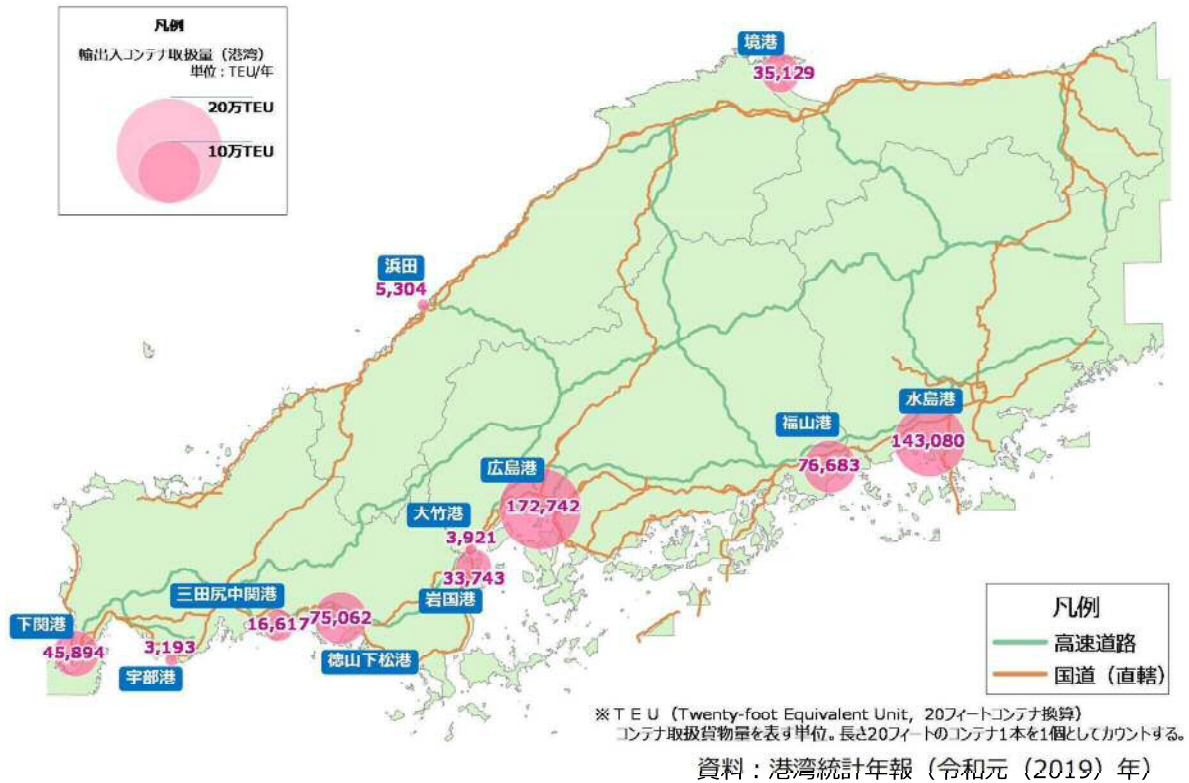 凡例
輸出入コンテナ取扱量（港湾）
単位：TEU/年
20万TEU
10万TEU
境港
35,129
浜田
5,304
水島港
143,080
福山港
76,683
広島港
172,742
大竹港
3,921
33,743
岩国港
三田尻中関港
16,617
75,062
徳山下松港
下関港
45,894
3,193
宇部港
凡例
高速道路
国道（直轄）
※ＴＥＵ（Twenty-foot Equivalent Unit，20フィートコンテナ換算）
コンテナ取扱貨物量を表す単位。長さ20フィートのコンテナ1本を1個としてカウントする。
資料：港湾統計年報（令和元（2019）年）